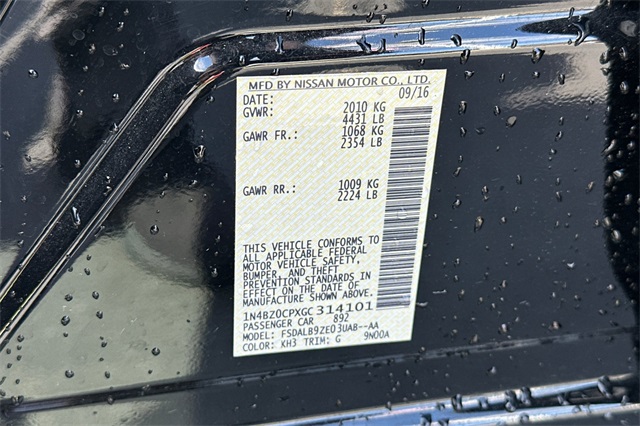 MFD BY NISSAN MOTOR CO., LTD.
DATE: 09/16
GVWR: 2010 KG
4431 LB
GAWR FR.: 1068 KG
2354 LB
GAWR RR.: 1009 KG
2224 LB
THIS VEHICLE CONFORMS TO
ALL APPLICABLE FEDERAL
MOTOR VEHICLE SAFETY,
BUMPER, AND THEFT
PREVENTION STANDARDS IN
EFFECT ON THE DATE OF
MANUFACTURE SHOWN ABOVE.
1N4BZ0CPXGC314101
PASSENGER CAR 892
MODEL: FSDALB9ZE03UAB--AA
COLOR: KH3 TRIM: G 9N00A